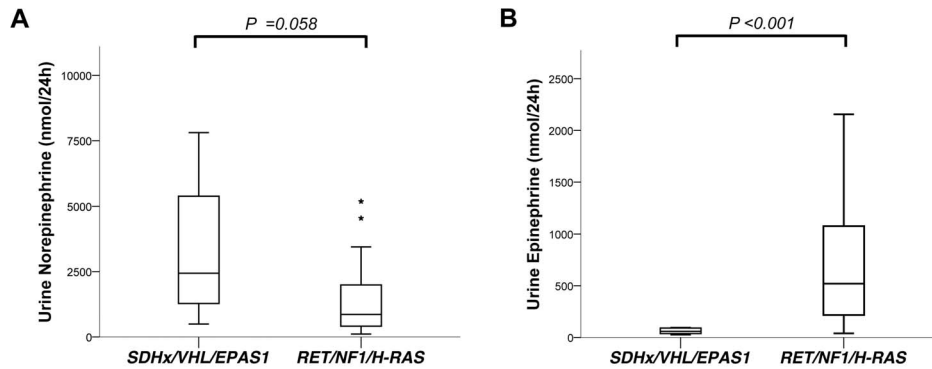 A
P =0.058
Urine Norepinephrine (nmol/24h)
10000
7500
5000
2500
0
*
*
SDHx/VHL/EPAS1
RET/NF1/H-RAS
B
P <0.001
Urine Epinephrine (nmol/24h)
2500
2000
1500
1000
500
0
SDHx/VHL/EPAS1
RET/NF1/H-RAS